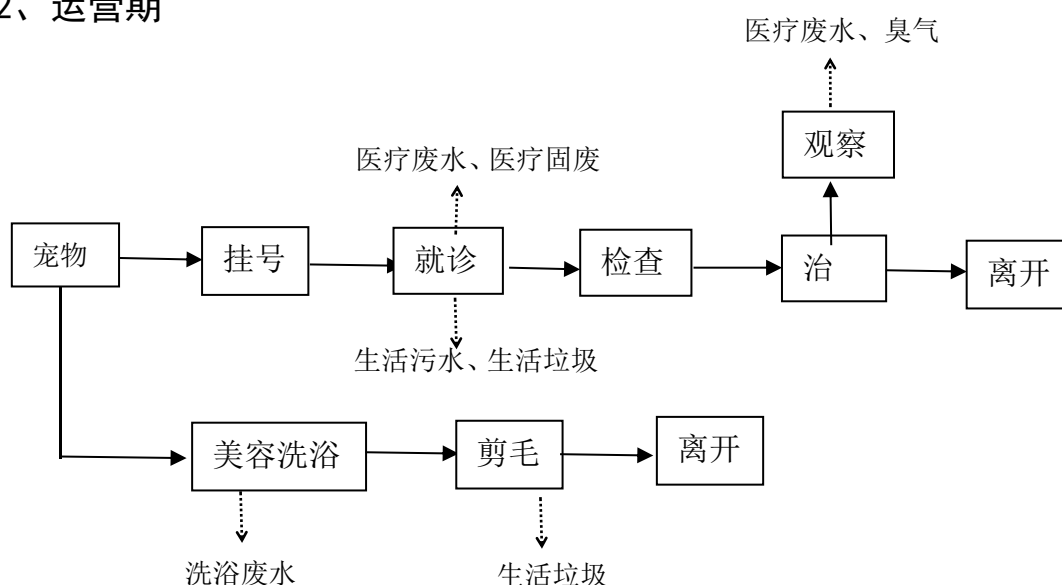 2、运营期
医疗废水、臭气
观察
医疗废水、医疗固废
宠物
挂号
就诊
检查
治
离开
生活污水、生活垃圾
美容洗浴
剪毛
离开
洗浴废水
生活垃圾